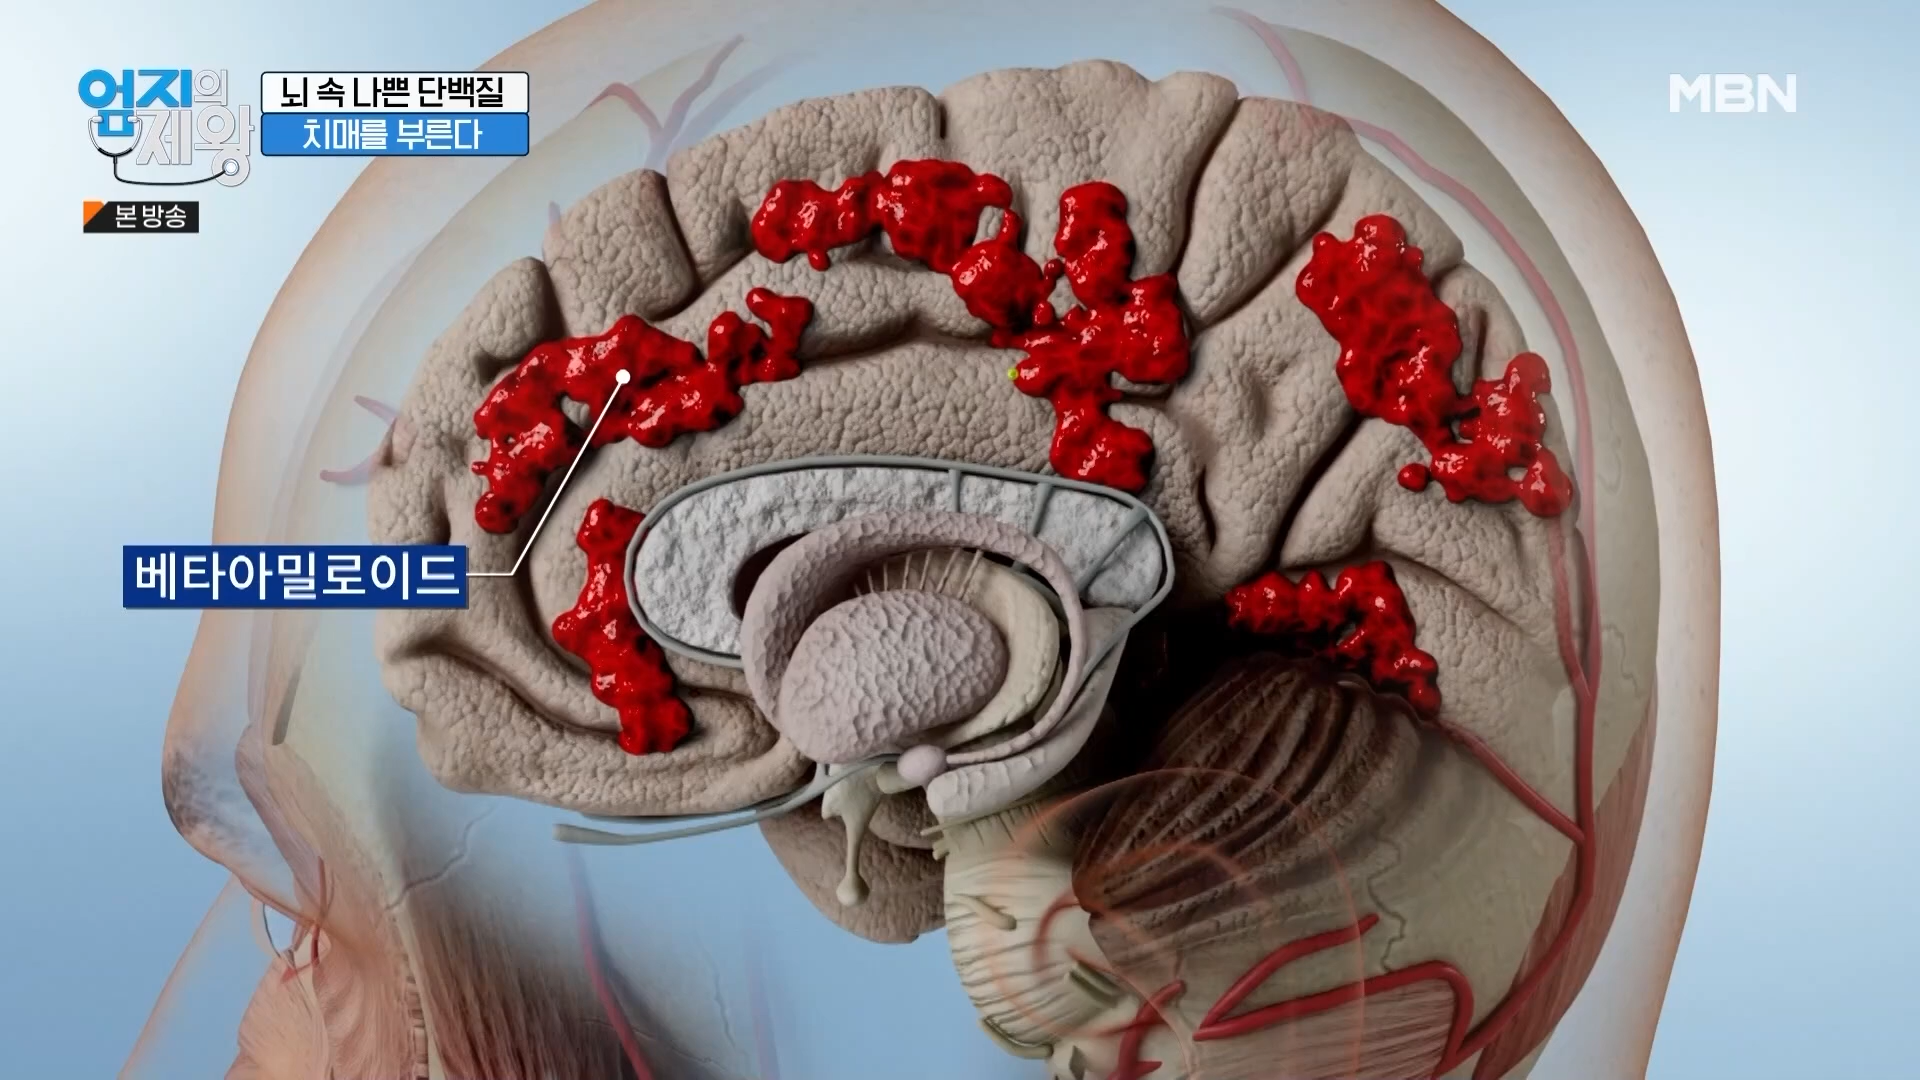 엄지의
제왕
뇌 속 나쁜 단백질
치매를 부른다
본 방송
MBN
베타아밀로이드